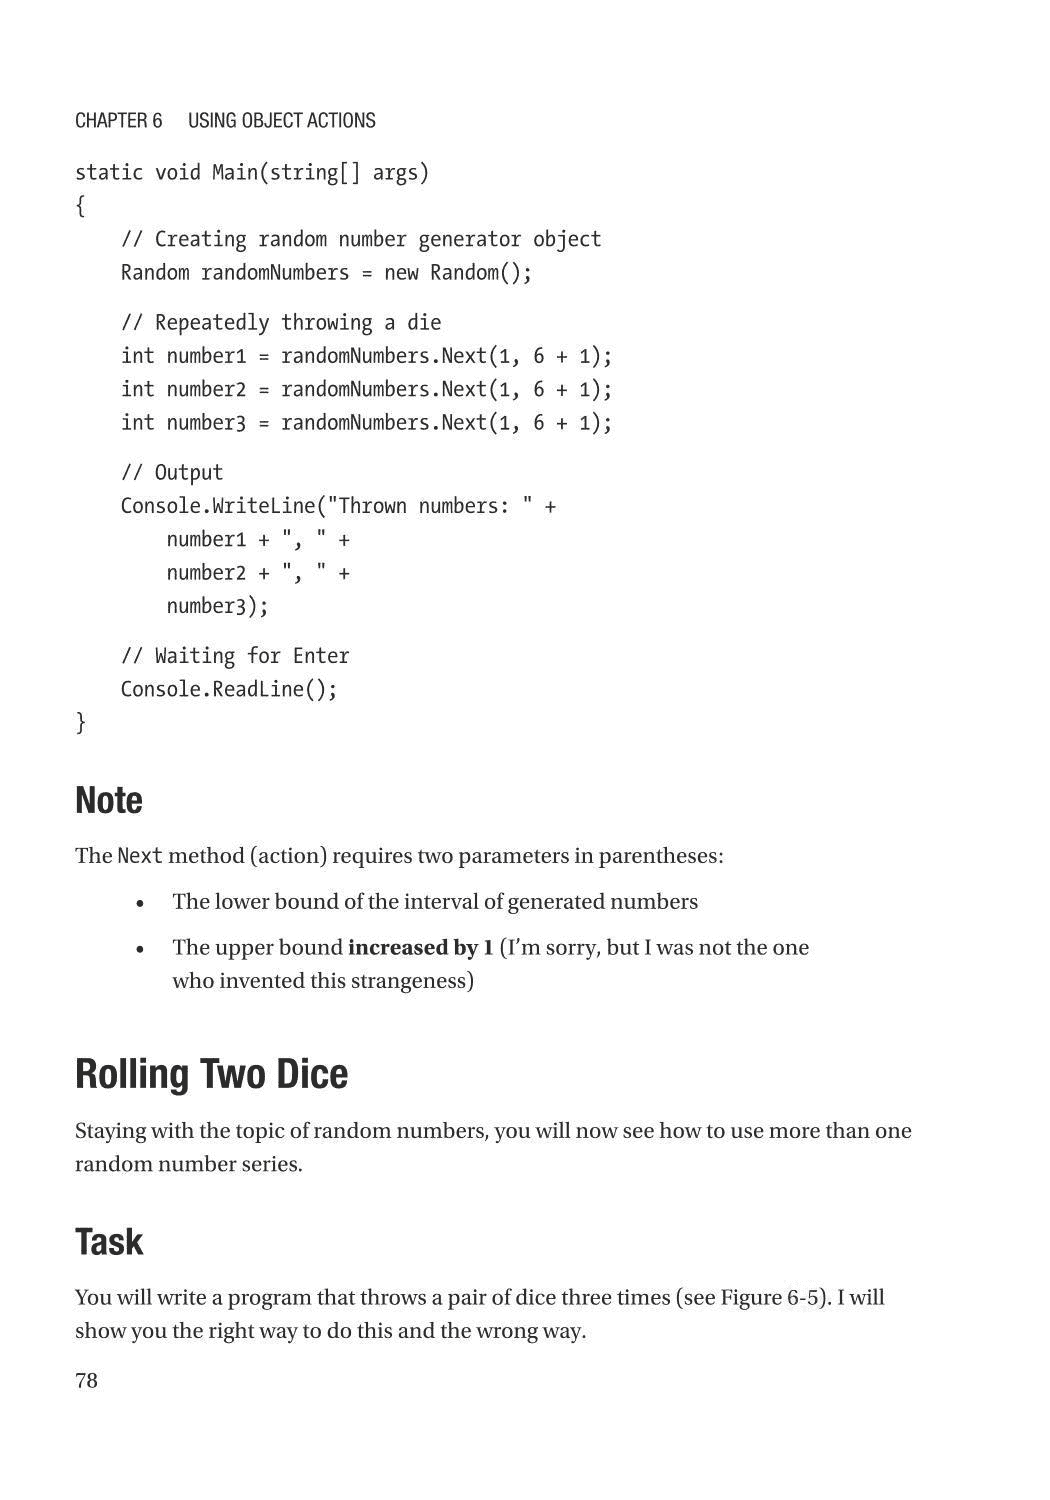 CHAPTER 6 USING OBJECT ACTIONS
static void Main(string[] args)
{
// Creating random number generator object
Random randomNumbers = new Random();
// Repeatedly throwing a die
int number1 = randomNumbers.Next(1, 6 + 1);
int number2 = randomNumbers.Next(1, 6 + 1);
int number3 = randomNumbers.Next(1, 6 + 1);
// Output
Console.WriteLine("Thrown numbers: " +
number1 + ", " +
number2 + ", " +
number3);
// Waiting for Enter
Console.ReadLine();
}
Note
The Next method (action) requires two parameters in parentheses:
• The lower bound of the interval of generated numbers
• The upper bound increased by 1 (I'm sorry, but I was not the one
who invented this strangeness)
Rolling Two Dice
Staying with the topic of random numbers, you will now see how to use more than one
random number series.
Task
You will write a program that throws a pair of dice three times (see Figure 6-5). I will
show you the right way to do this and the wrong way.
78